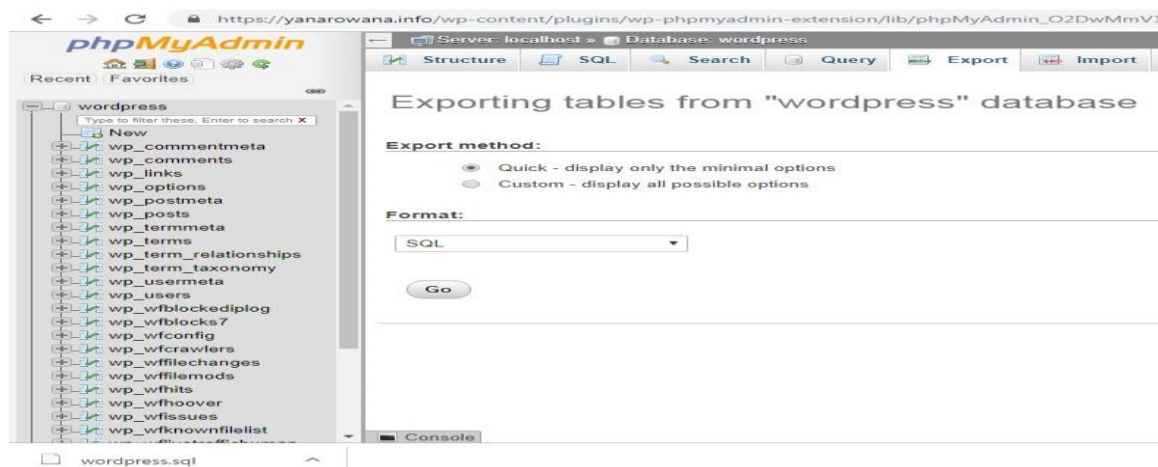 https://yanarowana.info/wp-content/plugins/wp-phpmyadmin-extension/lib/phpMyAdmin_O2DwMmV1
phpMyAdmin
Recent Favorites
wordpress
Type to filter these, Enter to search X
New
wp_commentmeta
wp_comments
wp_links
wp_options
wp_postmeta
wp_posts
wp_termmeta
wp_terms
wp_term_relationships
wp_term_taxonomy
wp_usermeta
wp_users
wp_wfblockediplog
wp_wfblocks7
wp_wfconfig
wp_wfcrawlers
wp_wffilechanges
wp_wffilemods
wp_wfhits
wp_wfhoover
wp_wfissues
wp_wfknownfilelist
Server: localhost » Database: wordpress
Structure SQL Search Query Export Import
Exporting tables from "wordpress" database
Export method:
Quick - display only the minimal options
Custom - display all possible options
Format:
SQL
Go
Console
wordpress.sql